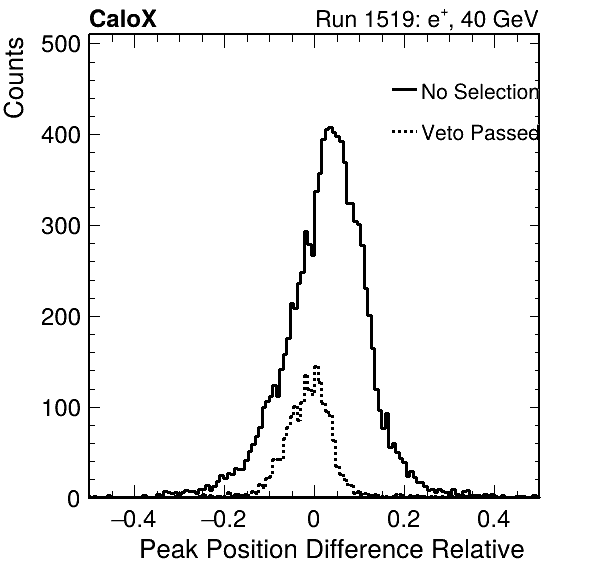 CaloX Run 1519: e⁺, 40 GeV
Counts
500
400
300
200
100
0
No Selection
Veto Passed
−0.4 −0.2 0 0.2 0.4
Peak Position Difference Relative